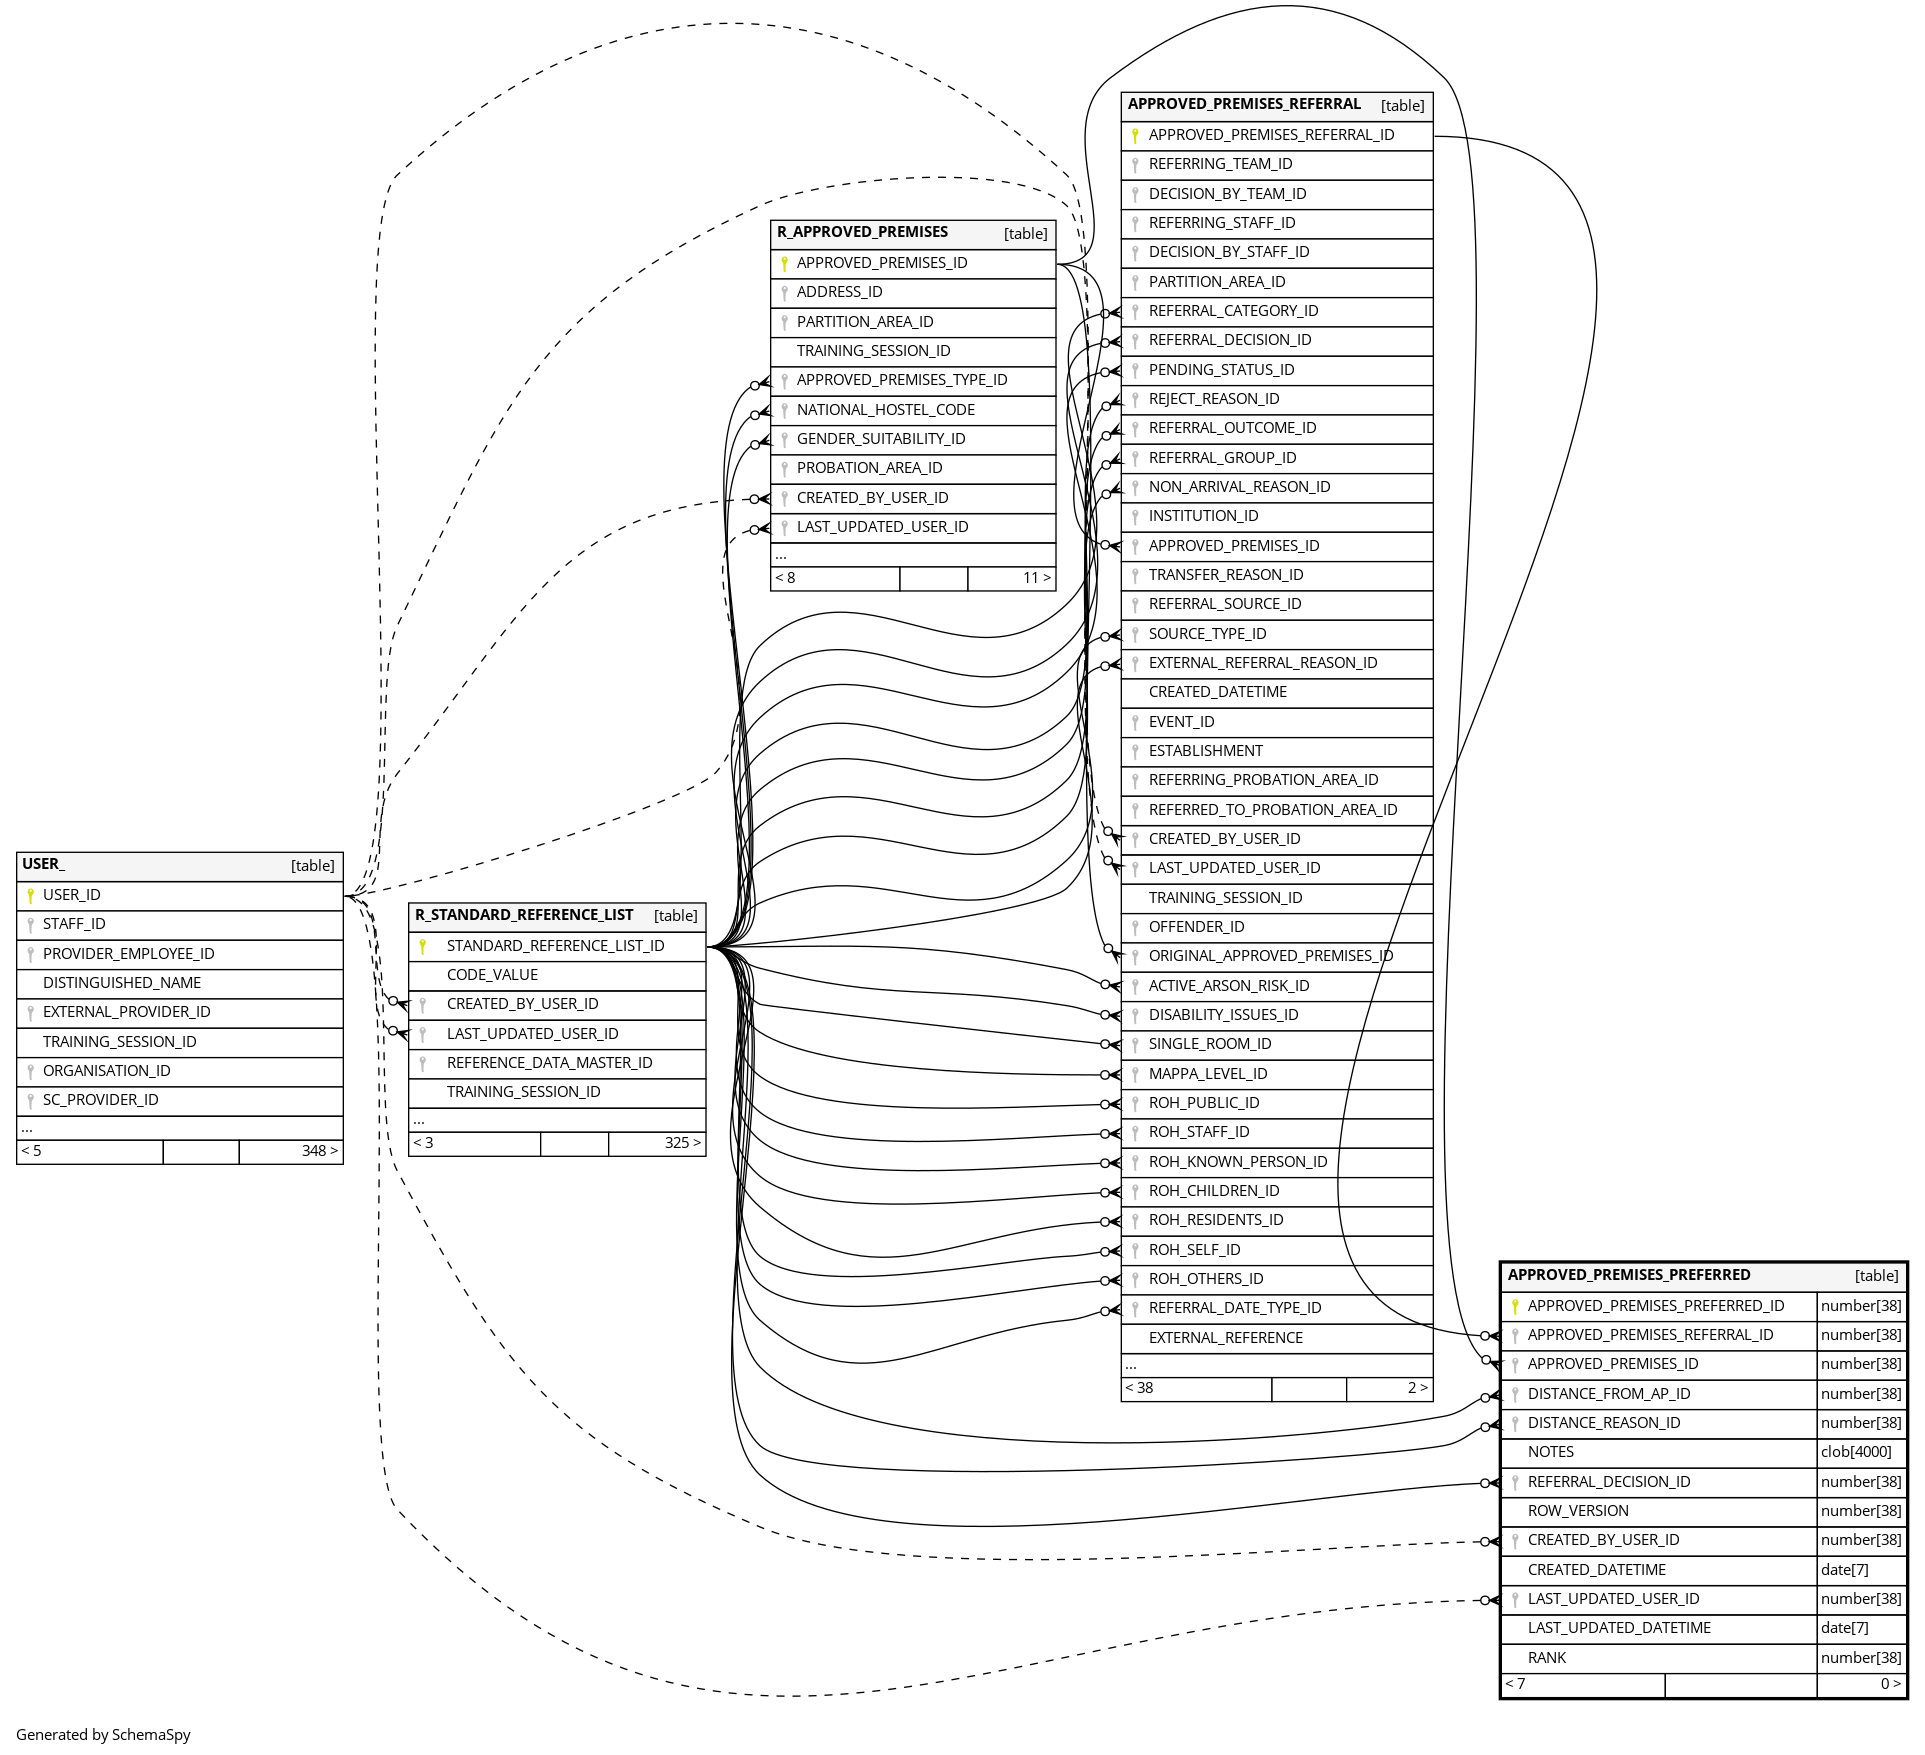 APPROVED_PREMISES_REFERRAL [table]
APPROVED_PREMISES_REFERRAL_ID
REFERRING_TEAM_ID
DECISION_BY_TEAM_ID
REFERRING_STAFF_ID
DECISION_BY_STAFF_ID
PARTITION_AREA_ID
REFERRAL_CATEGORY_ID
REFERRAL_DECISION_ID
PENDING_STATUS_ID
REJECT_REASON_ID
REFERRAL_OUTCOME_ID
REFERRAL_GROUP_ID
NON_ARRIVAL_REASON_ID
INSTITUTION_ID
APPROVED_PREMISES_ID
TRANSFER_REASON_ID
REFERRAL_SOURCE_ID
SOURCE_TYPE_ID
EXTERNAL_REFERRAL_REASON_ID
CREATED_DATETIME
EVENT_ID
ESTABLISHMENT
REFERRING_PROBATION_AREA_ID
REFERRED_TO_PROBATION_AREA_ID
CREATED_BY_USER_ID
LAST_UPDATED_USER_ID
TRAINING_SESSION_ID
OFFENDER_ID
ORIGINAL_APPROVED_PREMISES_ID
ACTIVE_ARSON_RISK_ID
DISABILITY_ISSUES_ID
SINGLE_ROOM_ID
MAPPA_LEVEL_ID
ROH_PUBLIC_ID
ROH_STAFF_ID
ROH_KNOWN_PERSON_ID
ROH_CHILDREN_ID
ROH_RESIDENTS_ID
ROH_SELF_ID
ROH_OTHERS_ID
REFERRAL_DATE_TYPE_ID
EXTERNAL_REFERENCE
...
< 38 2 >
R_APPROVED_PREMISES [table]
APPROVED_PREMISES_ID
ADDRESS_ID
PARTITION_AREA_ID
TRAINING_SESSION_ID
APPROVED_PREMISES_TYPE_ID
NATIONAL_HOSTEL_CODE
GENDER_SUITABILITY_ID
PROBATION_AREA_ID
CREATED_BY_USER_ID
LAST_UPDATED_USER_ID
...
< 8 11 >
USER_ [table]
USER_ID
STAFF_ID
PROVIDER_EMPLOYEE_ID
DISTINGUISHED_NAME
EXTERNAL_PROVIDER_ID
TRAINING_SESSION_ID
ORGANISATION_ID
SC_PROVIDER_ID
...
< 5 348 >
R_STANDARD_REFERENCE_LIST [table]
STANDARD_REFERENCE_LIST_ID
CODE_VALUE
CREATED_BY_USER_ID
LAST_UPDATED_USER_ID
REFERENCE_DATA_MASTER_ID
TRAINING_SESSION_ID
...
< 3 325 >
APPROVED_PREMISES_PREFERRED [table]
APPROVED_PREMISES_PREFERRED_ID number[38]
APPROVED_PREMISES_REFERRAL_ID number[38]
APPROVED_PREMISES_ID number[38]
DISTANCE_FROM_AP_ID number[38]
DISTANCE_REASON_ID number[38]
NOTES clob[4000]
REFERRAL_DECISION_ID number[38]
ROW_VERSION number[38]
CREATED_BY_USER_ID number[38]
CREATED_DATETIME date[7]
LAST_UPDATED_USER_ID number[38]
LAST_UPDATED_DATETIME date[7]
RANK number[38]
< 7 0 >
Generated by SchemaSpy